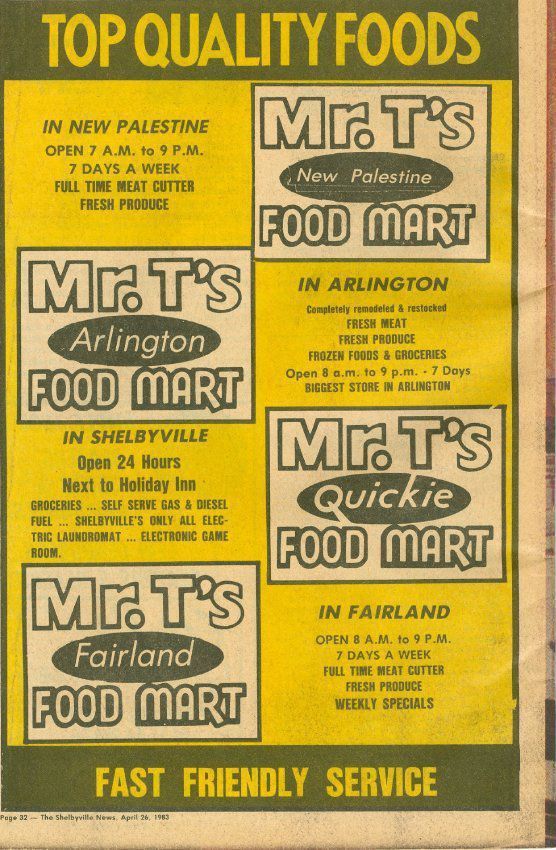 TOP QUALITY FOODS
IN NEW PALESTINE
OPEN 7 A.M. to 9 P.M.
7 DAYS A WEEK
FULL TIME MEAT CUTTER
FRESH PRODUCE
Mr. T's
New Palestine
FOOD MART
Mr. T's
Arlington
FOOD MART
IN ARLINGTON
Completely remodeled & restocked
FRESH MEAT
FRESH PRODUCE
FROZEN FOODS & GROCERIES
Open 8 a.m. to 9 p.m. - 7 Days
BIGGEST STORE IN ARLINGTON
IN SHELBYVILLE
Open 24 Hours
Next to Holiday Inn
GROCERIES ... SELF SERVE GAS & DIESEL
FUEL ... SHELBYVILLE'S ONLY ALL ELEC-
TRIC LAUNDROMAT ... ELECTRONIC GAME
ROOM.
Mr. T's
Quickie
FOOD MART
Mr. T's
Fairland
FOOD MART
IN FAIRLAND
OPEN 8 A.M. to 9 P.M.
7 DAYS A WEEK
FULL TIME MEAT CUTTER
FRESH PRODUCE
WEEKLY SPECIALS
FAST FRIENDLY SERVICE
Page 32 — The Shelbyville News, April 26, 1983